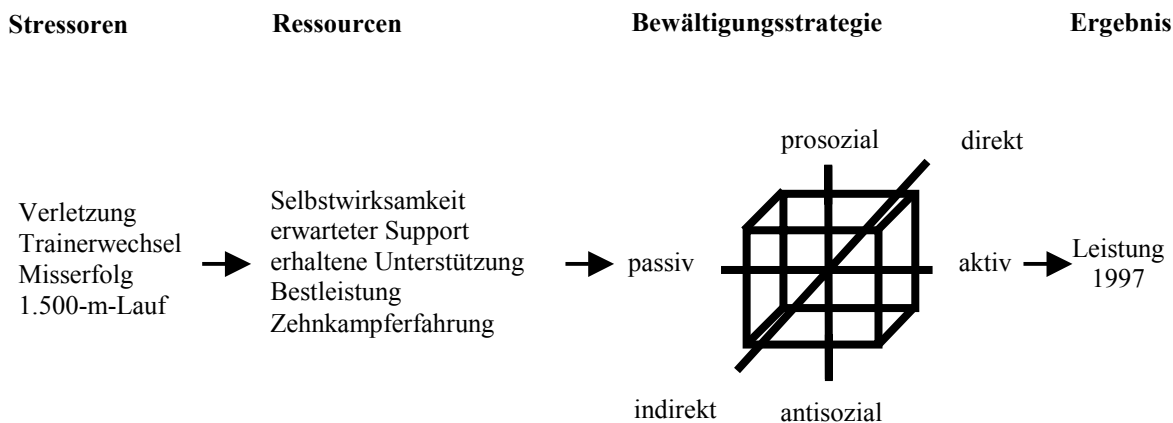 Stressoren
Ressourcen
Bewältigungsstrategie
Ergebnis
Verletzung
Trainerwechsel
Misserfolg
1.500-m-Lauf
Selbstwirksamkeit
erwarteter Support
erhaltene Unterstützung
Bestleistung
Zehnkampferfahrung
prosozial
direkt
passiv
aktiv
indirekt
antisozial
Leistung
1997